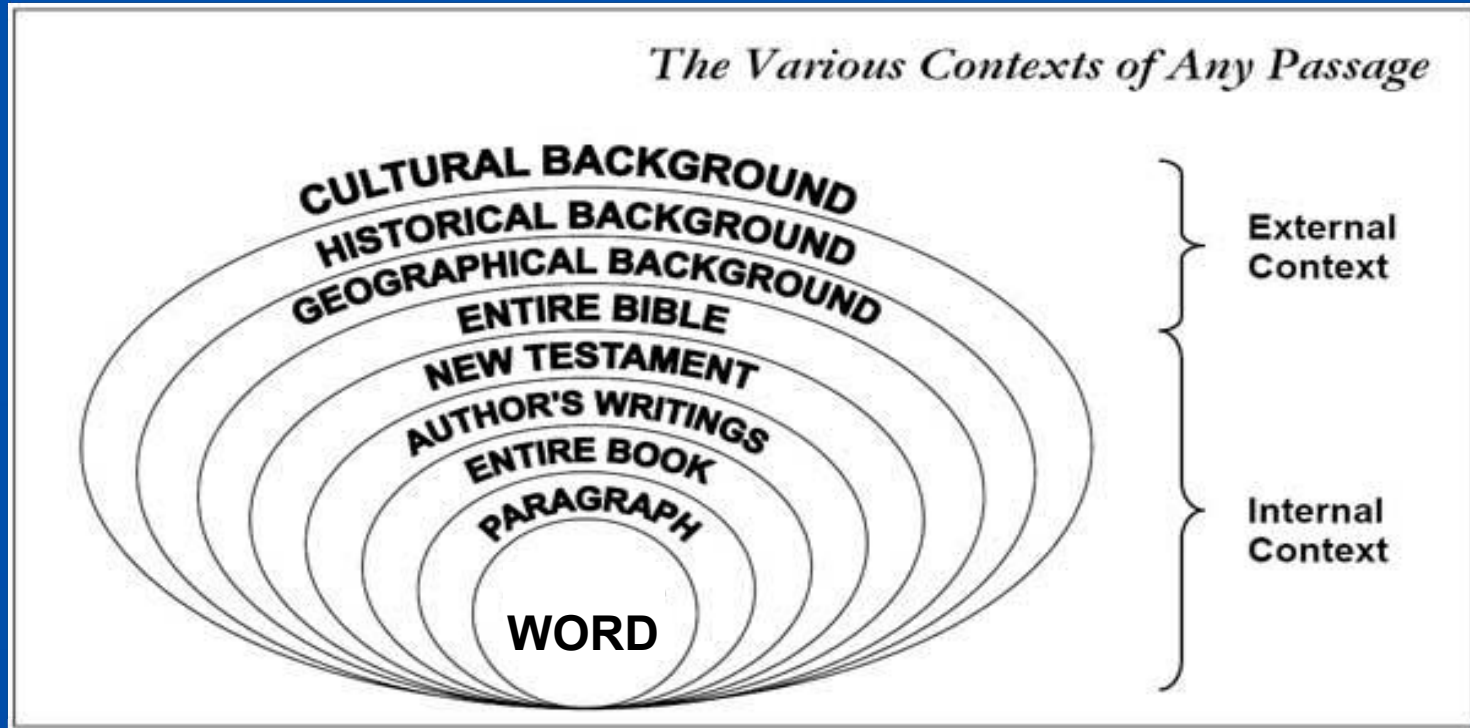 The Various Contexts of Any Passage
CULTURAL BACKGROUND
HISTORICAL BACKGROUND
GEOGRAPHICAL BACKGROUND
ENTIRE BIBLE
NEW TESTAMENT
AUTHOR'S WRITINGS
ENTIRE BOOK
PARAGRAPH
WORD
External
Context
Internal
Context